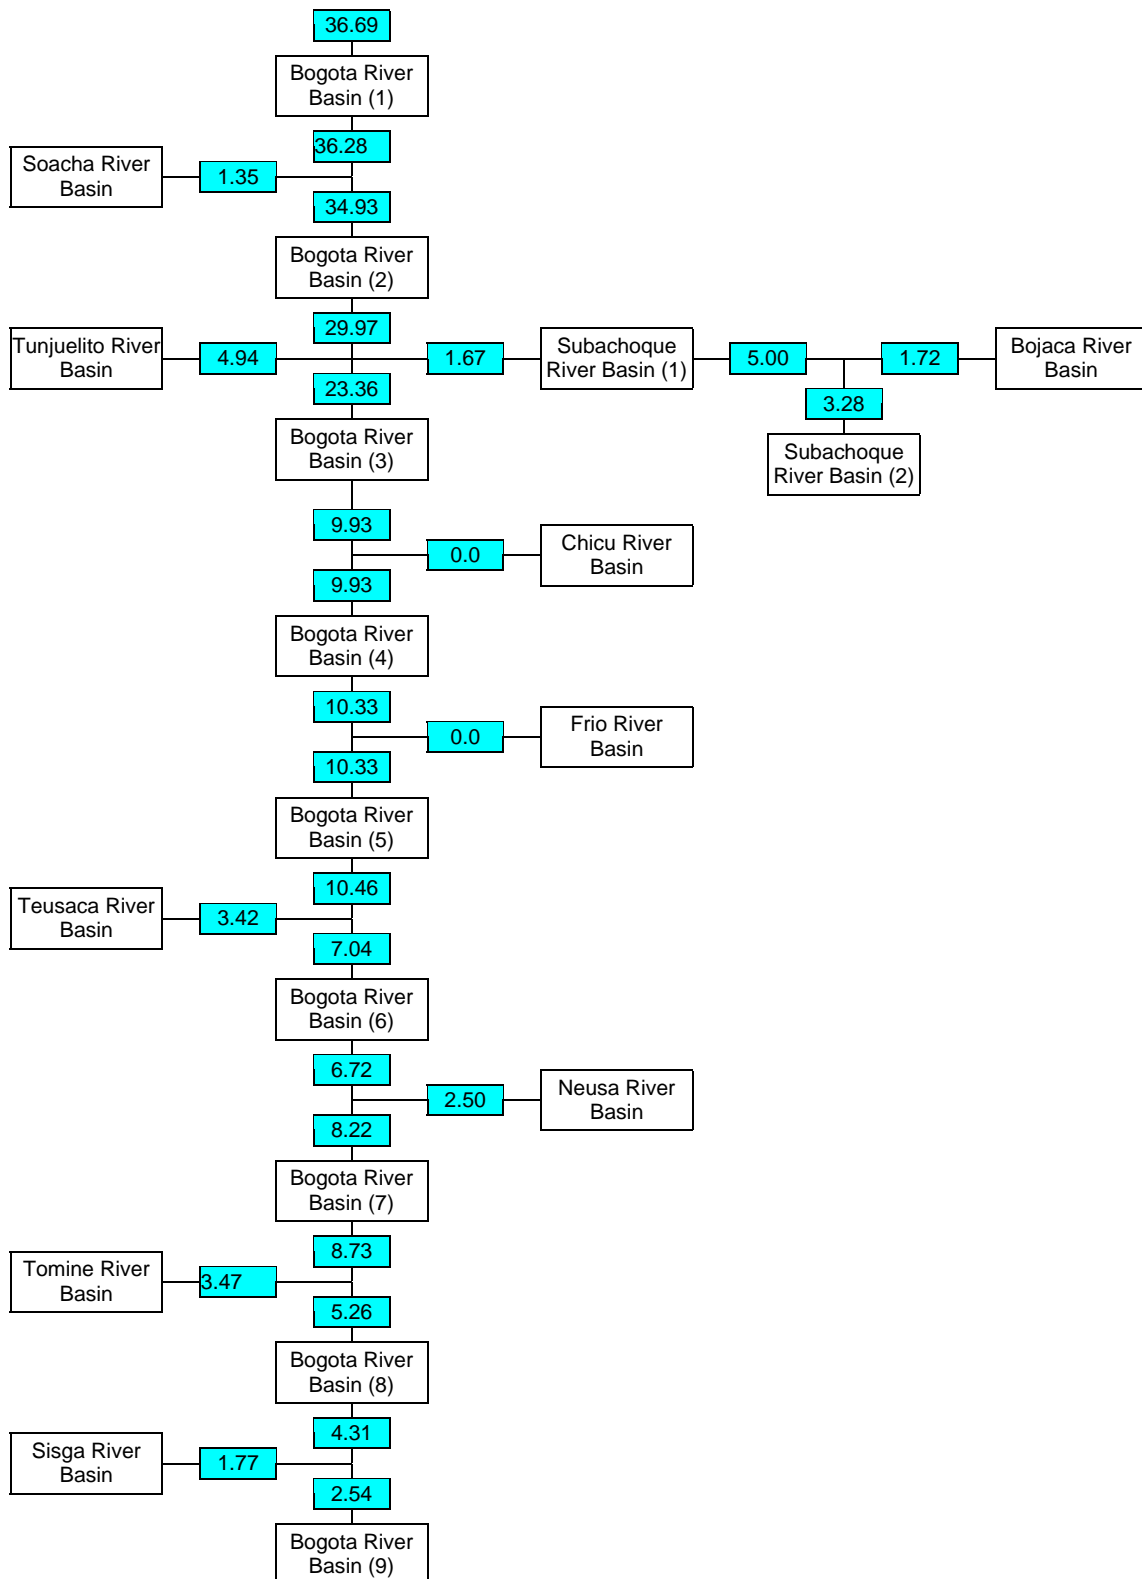 36.69
Bogota River
Basin (1)
36.28
Soacha River
Basin
1.35
34.93
Bogota River
Basin (2)
29.97
Tunjuelito River
Basin
4.94
1.67
Subachoque
River Basin (1)
5.00
1.72
Bojaca River
Basin
23.36
3.28
Bogota River
Basin (3)
Subachoque
River Basin (2)
9.93
0.0
Chicu River
Basin
9.93
Bogota River
Basin (4)
10.33
0.0
Frio River
Basin
10.33
Bogota River
Basin (5)
10.46
Teusaca River
Basin
3.42
7.04
Bogota River
Basin (6)
6.72
2.50
Neusa River
Basin
8.22
Bogota River
Basin (7)
8.73
Tomine River
Basin
3.47
5.26
Bogota River
Basin (8)
4.31
Sisga River
Basin
1.77
2.54
Bogota River
Basin (9)